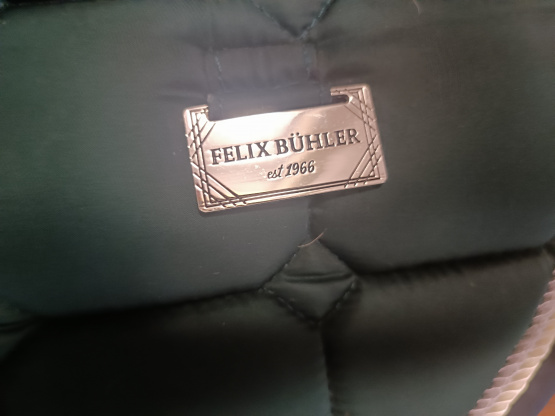 FELIX BÜHLER
est 1966